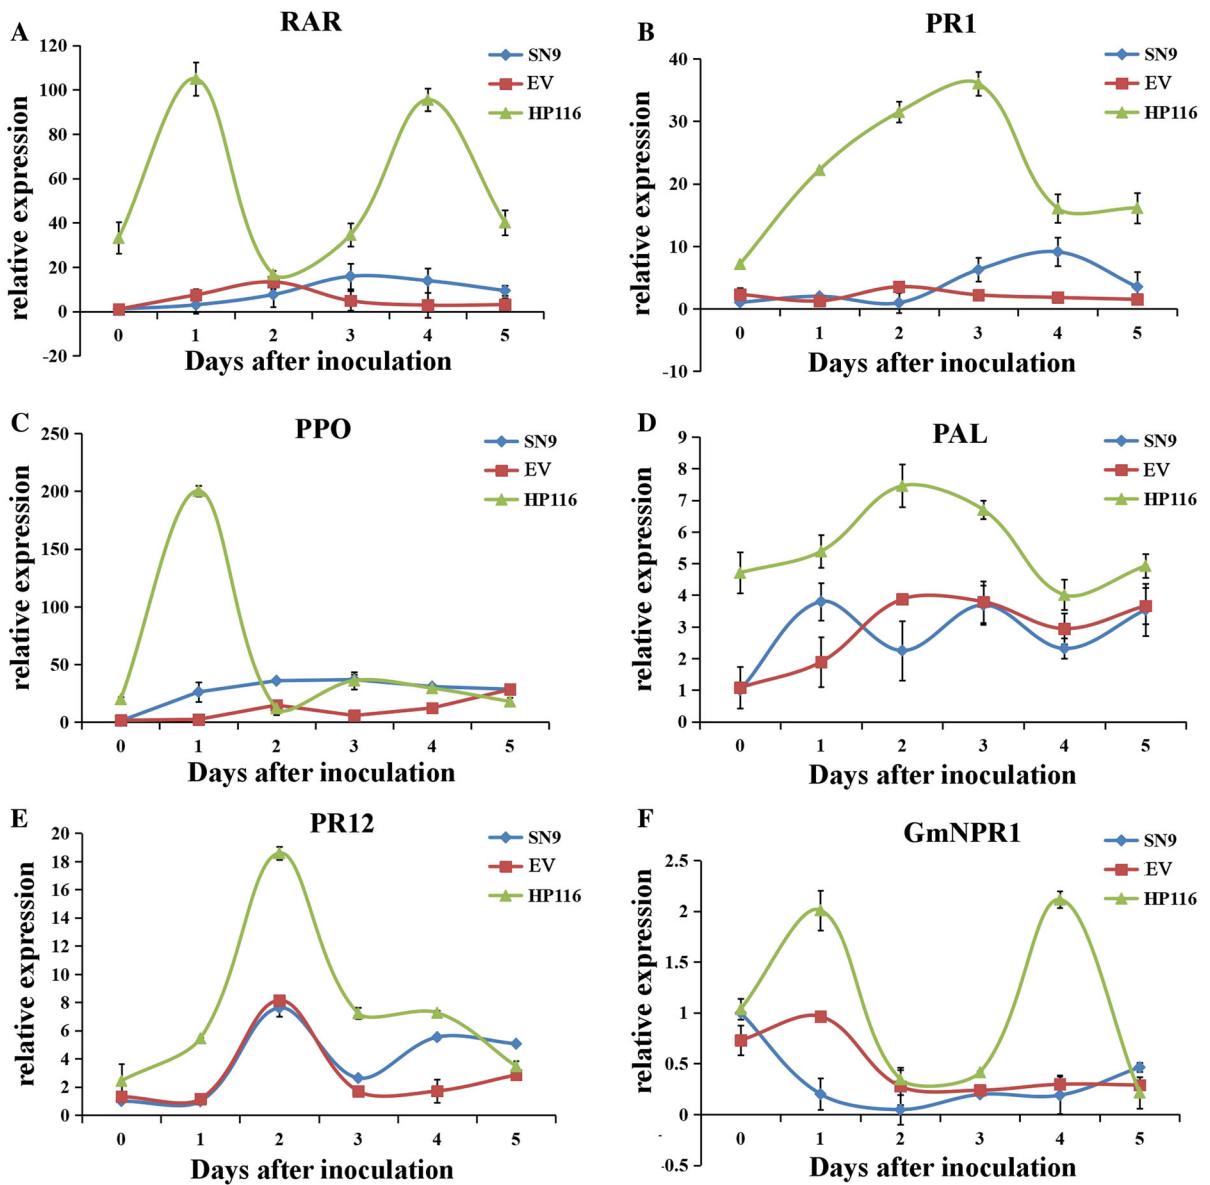 A
RAR
relative expression
120
100
80
60
40
20
0
-20
0 1 2 3 4 5
Days after inoculation
SN9
EV
HP116
B
PR1
relative expression
40
30
20
10
0
-10
0 1 2 3 4 5
Days after inoculation
SN9
EV
HP116
C
PPO
relative expression
250
200
150
100
50
0
0 1 2 3 4 5
Days after inoculation
SN9
EV
HP116
D
PAL
relative expression
9
8
7
6
5
4
3
2
1
0
0 1 2 3 4 5
Days after inoculation
SN9
EV
HP116
E
PR12
relative expression
20
18
16
14
12
10
8
6
4
2
0
0 1 2 3 4 5
Days after inoculation
SN9
EV
HP116
F
GmNPR1
relative expression
2.5
2
1.5
1
0.5
0
-0.5
0 1 2 3 4 5
Days after inoculation
SN9
EV
HP116